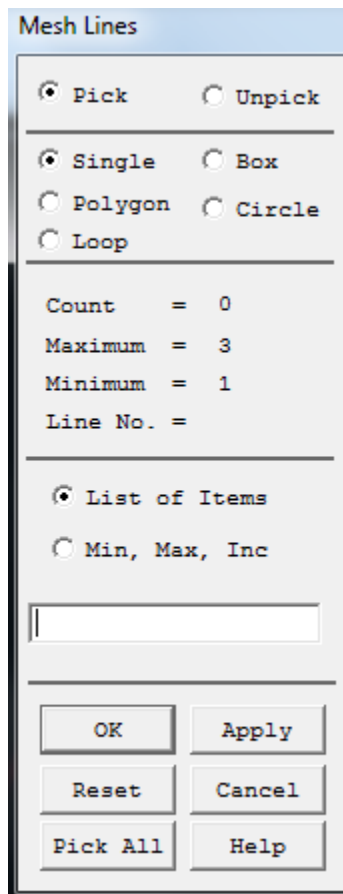 Mesh Lines
Pick Unpick
Single Box
Polygon Circle
Loop
Count = 0
Maximum = 3
Minimum = 1
Line No. =
List of Items
Min, Max, Inc
OK Apply
Reset Cancel
Pick All Help